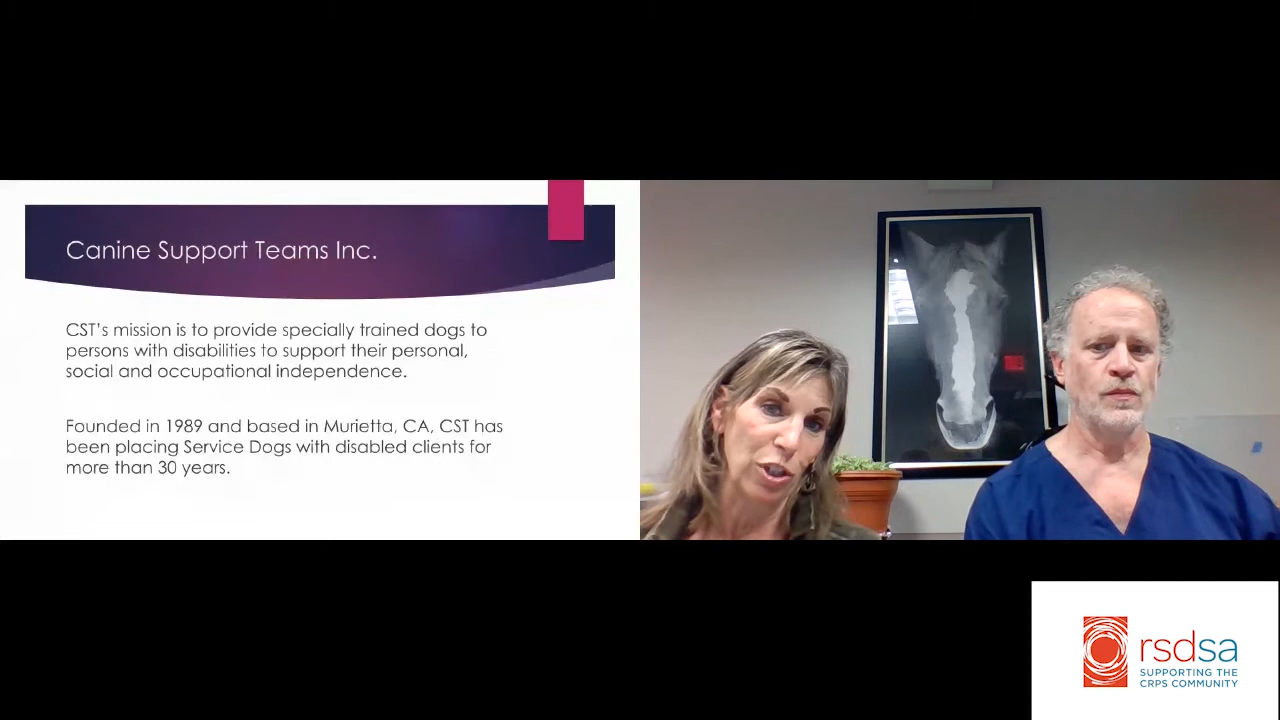 Canine Support Teams Inc.
CST's mission is to provide specially trained dogs to
persons with disabilities to support their personal,
social and occupational independence.
Founded in 1989 and based in Murietta, CA, CST has
been placing Service Dogs with disabled clients for
more than 30 years.
rsdsa
SUPPORTING THE
CRPS COMMUNITY